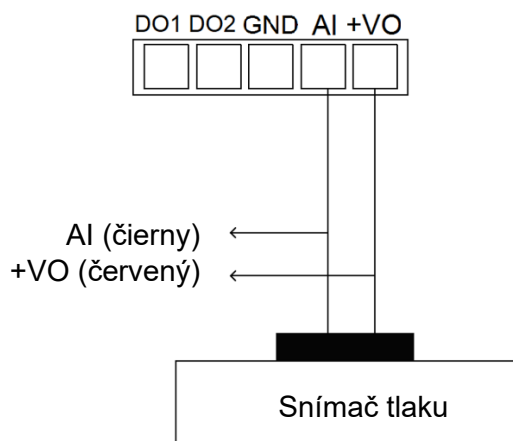 DO1 DO2 GND AI +VO
AI (čierny)
+VO (červený)
Snímač tlaku